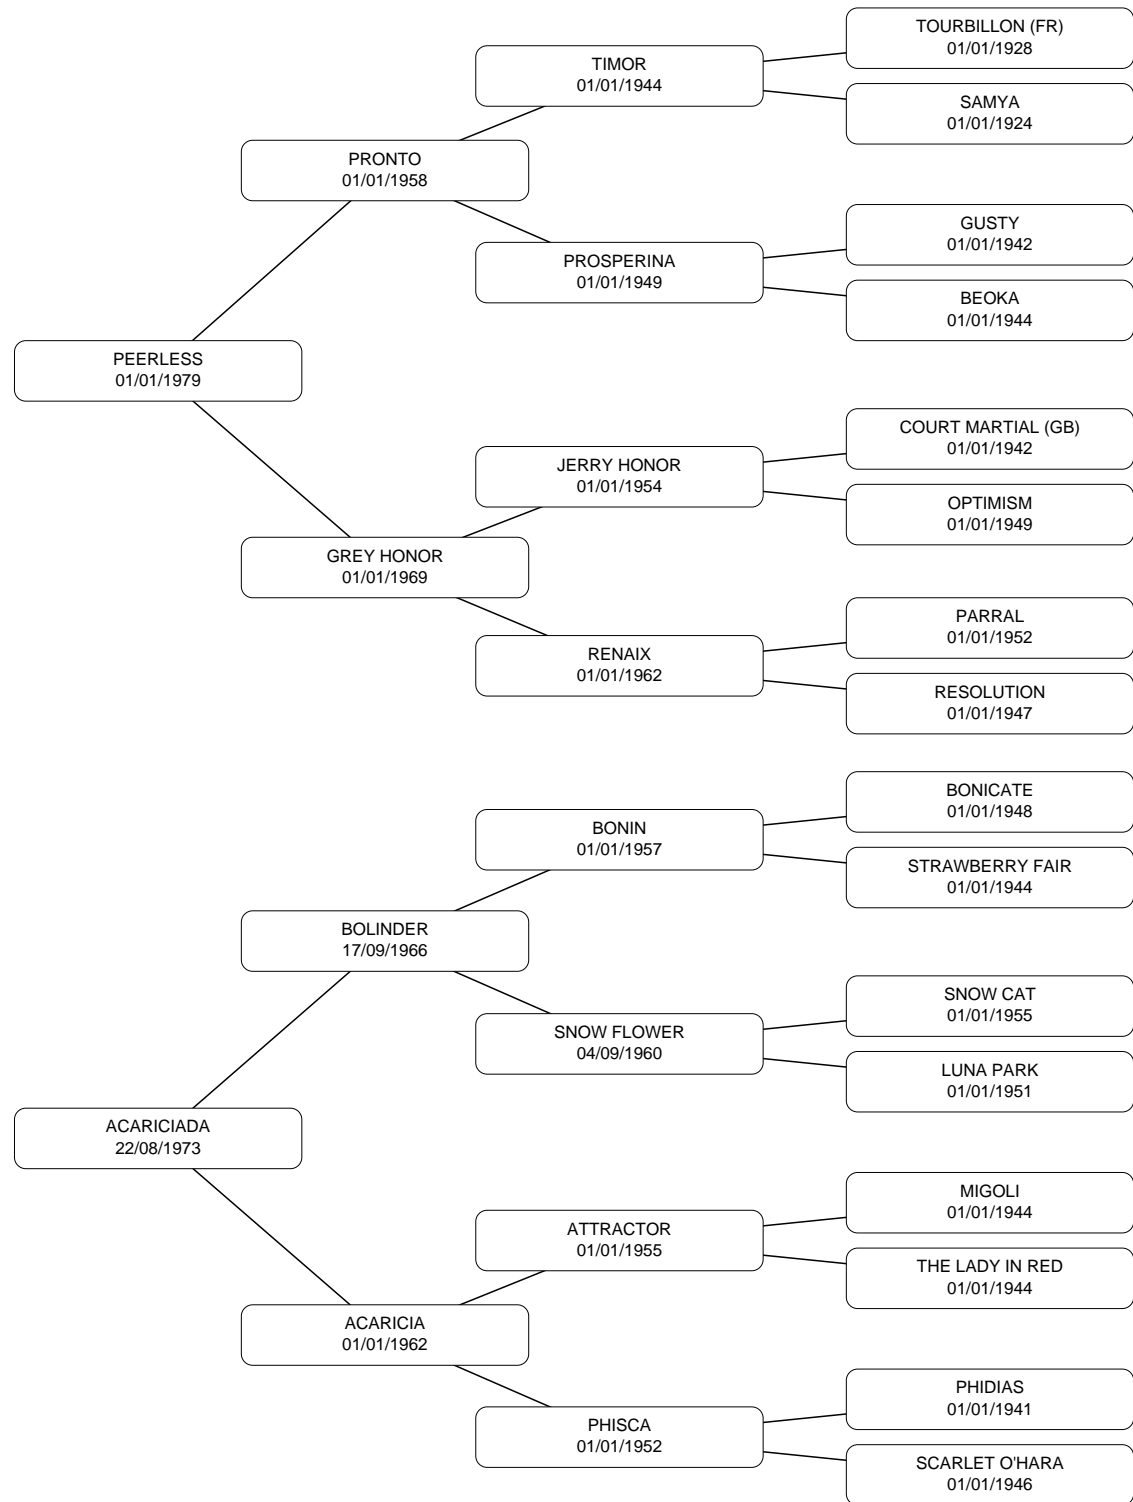 TOURBILLON (FR)
01/01/1928
TIMOR
01/01/1944
SAMYA
01/01/1924
PRONTO
01/01/1958
GUSTY
01/01/1942
PROSPERINA
01/01/1949
BEOKA
01/01/1944
PEERLESS
01/01/1979
COURT MARTIAL (GB)
01/01/1942
JERRY HONOR
01/01/1954
OPTIMISM
01/01/1949
GREY HONOR
01/01/1969
PARRAL
01/01/1952
RENAIX
01/01/1962
RESOLUTION
01/01/1947
BONICATE
01/01/1948
BONIN
01/01/1957
STRAWBERRY FAIR
01/01/1944
BOLINDER
17/09/1966
SNOW CAT
01/01/1955
SNOW FLOWER
04/09/1960
LUNA PARK
01/01/1951
ACARICIADA
22/08/1973
MIGOLI
01/01/1944
ATTRACTOR
01/01/1955
THE LADY IN RED
01/01/1944
ACARICIA
01/01/1962
PHIDIAS
01/01/1941
PHISCA
01/01/1952
SCARLET O'HARA
01/01/1946